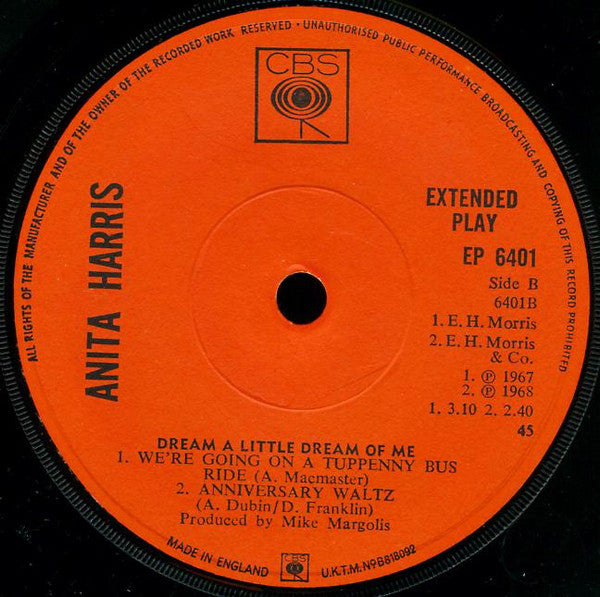 ALL RIGHTS OF THE MANUFACTURER AND OF THE OWNER OF THE RECORDED WORK RESERVED · UNAUTHORISED PUBLIC PERFORMANCE BROADCASTING AND COPYING OF THIS RECORD PROHIBITED
CBS
ANITA HARRIS
EXTENDED
PLAY
EP 6401
Side B
6401B
1. E. H. Morris
2. E. H. Morris
& Co.
1. ℗ 1967
2. ℗ 1968
1. 3.10 2. 2.40
45
DREAM A LITTLE DREAM OF ME
1. WE'RE GOING ON A TUPPENNY BUS
RIDE (A. Macmaster)
2. ANNIVERSARY WALTZ
(A. Dubin/D. Franklin)
Produced by Mike Margolis
MADE IN ENGLAND
CBS
U.K.T.M. Nº B818092